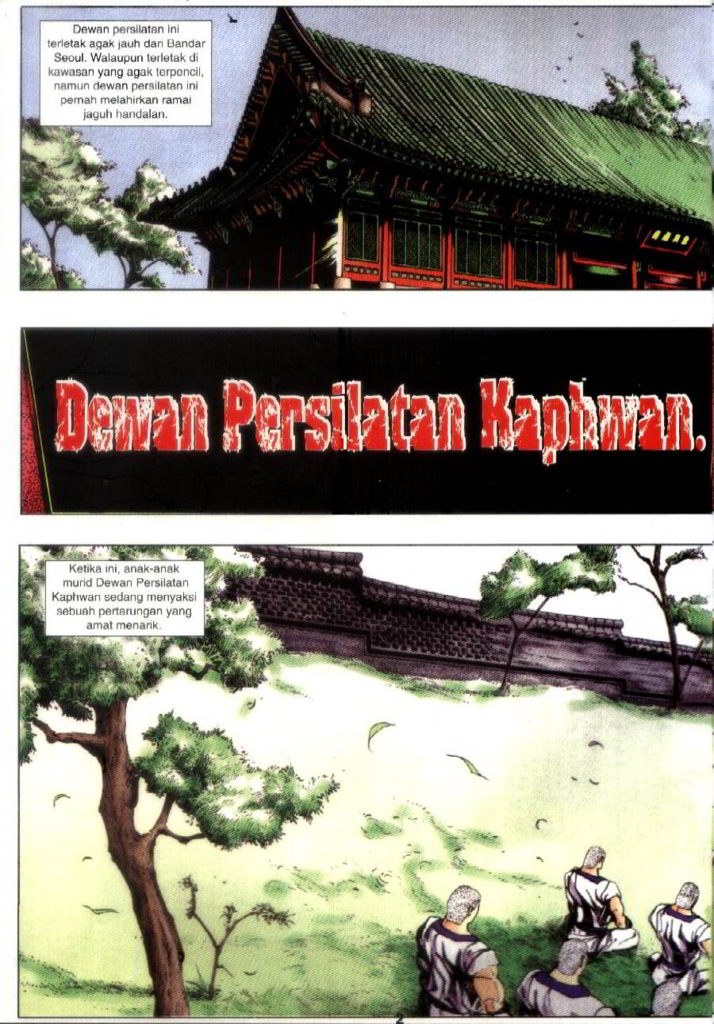 Dewan persilatan ini
terletak agak jauh dari Bandar
Seoul. Walaupun terletak di
kawasan yang agak terpencil,
namun dewan persilatan ini
pernah melahirkan ramai
jaguh handalan.
Dewan Persilatan Kaphwan.
Ketika ini, anak-anak
murid Dewan Persilatan
Kaphwan sedang menyaksi
sebuah pertarungan yang
amat menarik.
2